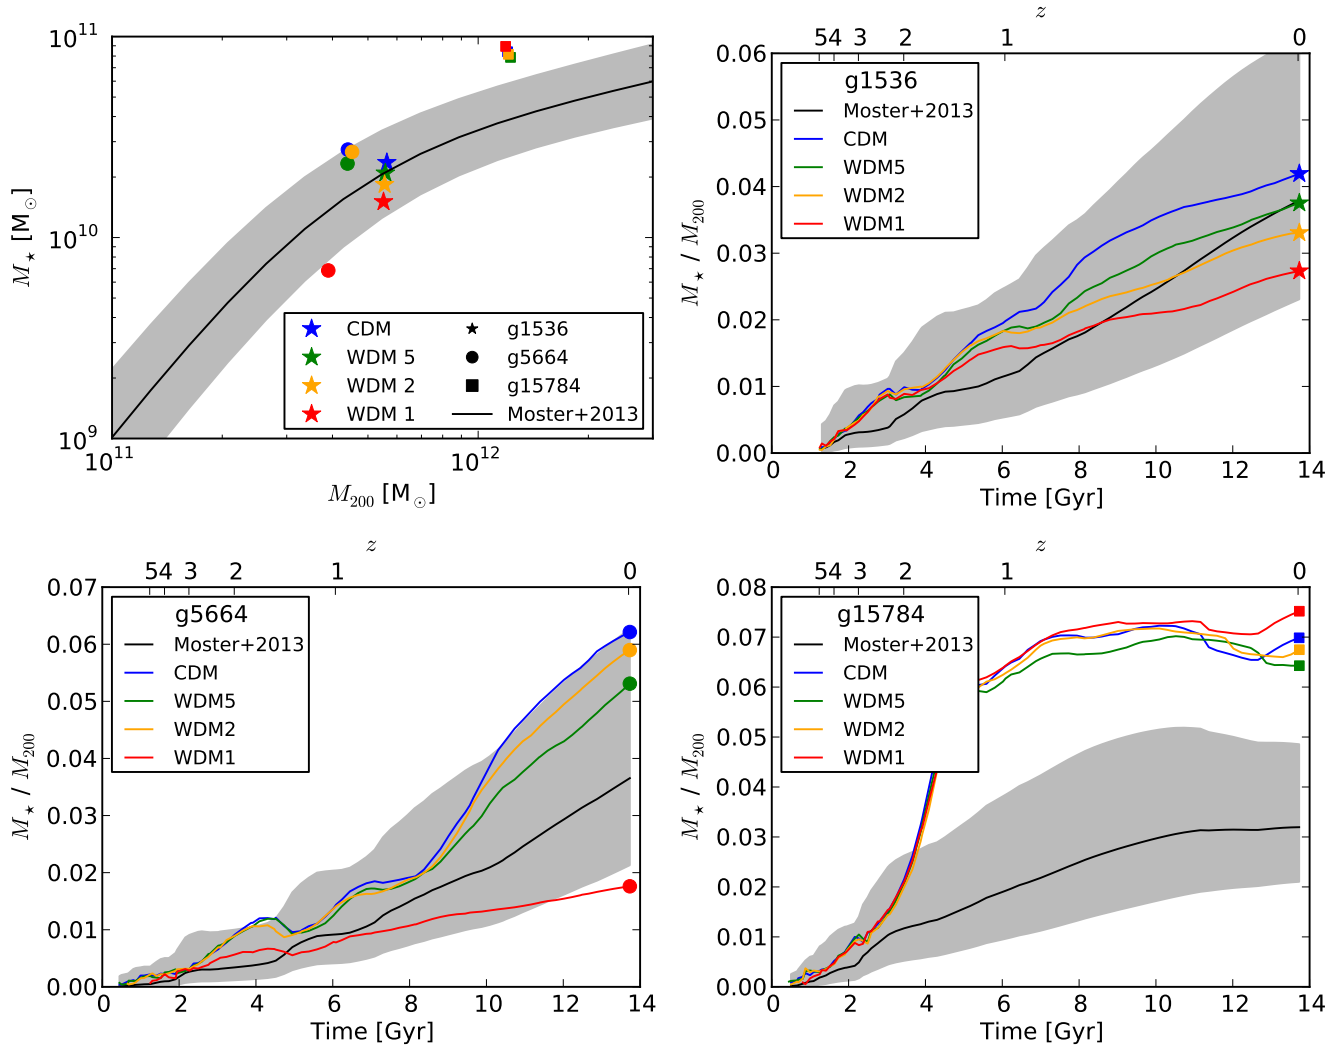 10^11
10^10
10^9
M⋆ [M⊙]
CDM
WDM 5
WDM 2
WDM 1
g1536
g5664
g15784
Moster+2013
10^11 10^12
M200 [M⊙]
z
5 4 3 2 1 0
0.06
0.05
0.04
0.03
0.02
0.01
0.00
M⋆ / M200
g1536
Moster+2013
CDM
WDM5
WDM2
WDM1
0 2 4 6 8 10 12 14
Time [Gyr]
z
5 4 3 2 1 0
0.07
0.06
0.05
0.04
0.03
0.02
0.01
0.00
M⋆ / M200
g5664
Moster+2013
CDM
WDM5
WDM2
WDM1
0 2 4 6 8 10 12 14
Time [Gyr]
z
5 4 3 2 1 0
0.08
0.07
0.06
0.05
0.04
0.03
0.02
0.01
0.00
M⋆ / M200
g15784
Moster+2013
CDM
WDM5
WDM2
WDM1
0 2 4 6 8 10 12 14
Time [Gyr]